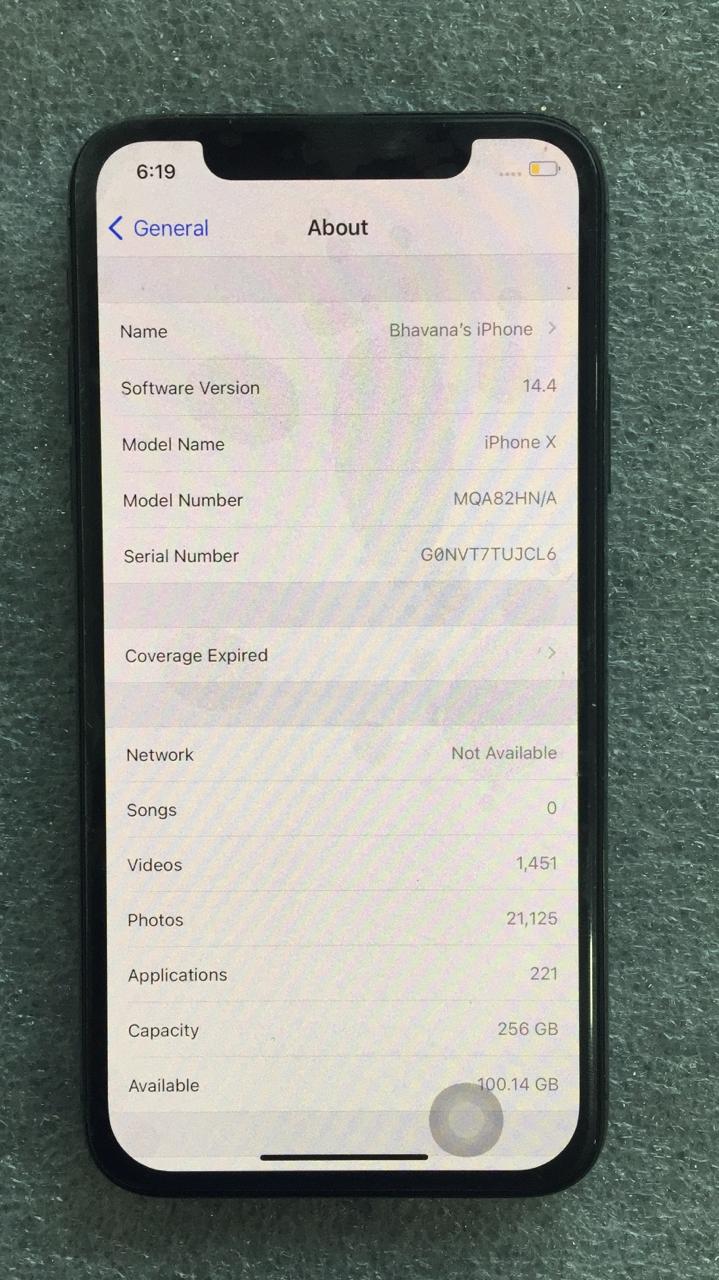 6:19
General About
Name Bhavana's iPhone
Software Version 14.4
Model Name iPhone X
Model Number MQA82HN/A
Serial Number G0NVT7TUJCL6
Coverage Expired
Network Not Available
Songs 0
Videos 1,451
Photos 21,125
Applications 221
Capacity 256 GB
Available 100.14 GB